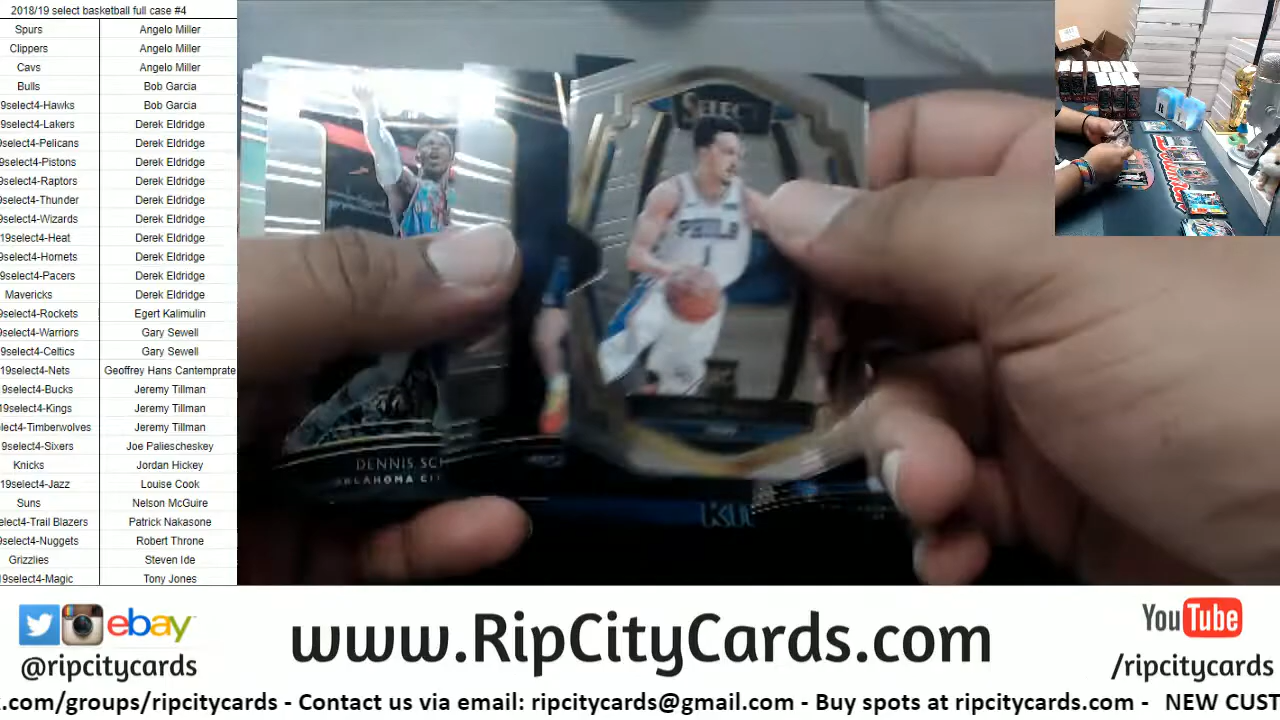 2018/19 select basketball full case #4
Spurs Angelo Miller
Clippers Angelo Miller
Cavs Angelo Miller
Bulls Bob Garcia
9select4-Hawks Bob Garcia
9select4-Lakers Derek Eldridge
9select4-Pelicans Derek Eldridge
9select4-Pistons Derek Eldridge
9select4-Raptors Derek Eldridge
9select4-Thunder Derek Eldridge
9select4-Wizards Derek Eldridge
19select4-Heat Derek Eldridge
9select4-Hornets Derek Eldridge
19select4-Pacers Derek Eldridge
Mavericks Derek Eldridge
9select4-Rockets Egert Kalimulin
9select4-Warriors Gary Sewell
9select4-Celtics Gary Sewell
19select4-Nets Geoffrey Hans Cantemprate
9select4-Bucks Jeremy Tillman
9select4-Kings Jeremy Tillman
lect4-Timberwolves Jeremy Tillman
9select4-Sixers Joe Paliescheskey
Knicks Jordan Hickey
9select4-Jazz Louise Cook
Suns Nelson McGuire
elect4-Trail Blazers Patrick Nakasone
9select4-Nuggets Robert Throne
Grizzlies Steven Ide
19select4-Magic Tony Jones
SELECT
PHILA
1
DENNIS SC
OKLAHOMA CI
ebay
@ripcitycards
www.RipCityCards.com
YouTube
/ripcitycards
.com/groups/ripcitycards - Contact us via email: ripcitycards@gmail.com - Buy spots at ripcitycards.com - NEW CUST